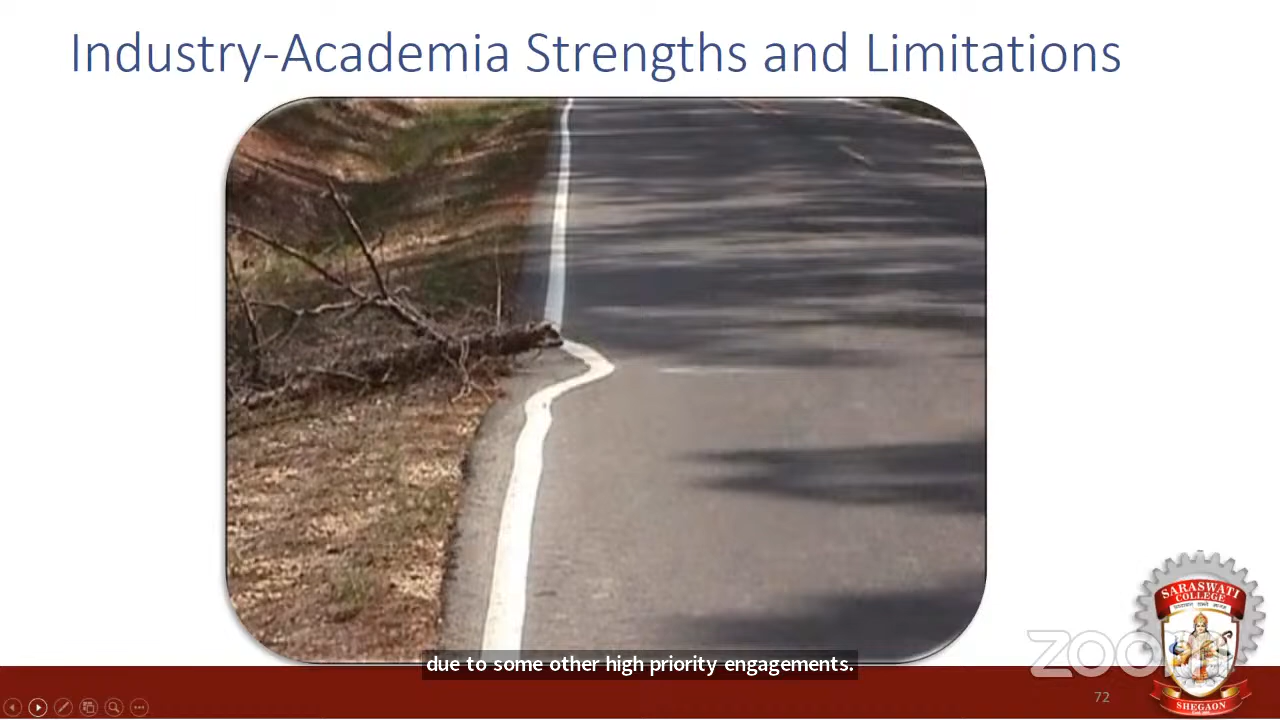 Industry-Academia Strengths and Limitations
due to some other high priority engagements.
zoom
72
SARASWATI
COLLEGE
SHEGAON